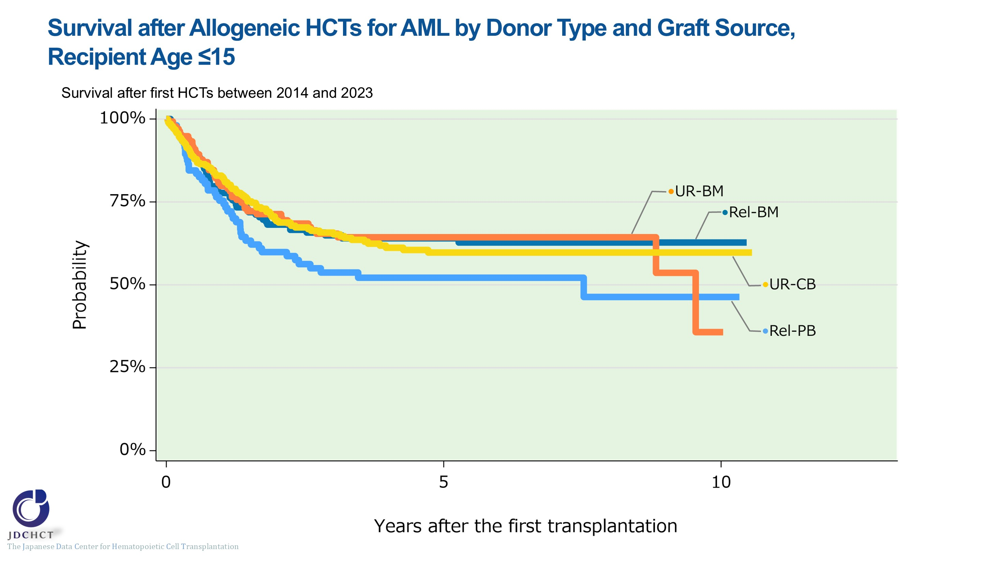 Survival after Allogeneic HCTs for AML by Donor Type and Graft Source,
Recipient Age ≤15
Survival after first HCTs between 2014 and 2023
100%
75%
50%
25%
0%
Probability
UR-BM
Rel-BM
UR-CB
Rel-PB
0
5
10
Years after the first transplantation
JDCHCT
The Japanese Data Center for Hematopoietic Cell Transplantation